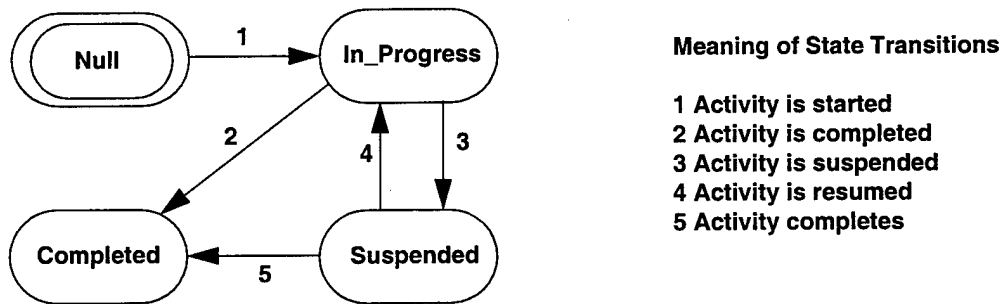 Null
1
In_Progress
2
4
3
Completed
5
Suspended
Meaning of State Transitions
1 Activity is started
2 Activity is completed
3 Activity is suspended
4 Activity is resumed
5 Activity completes